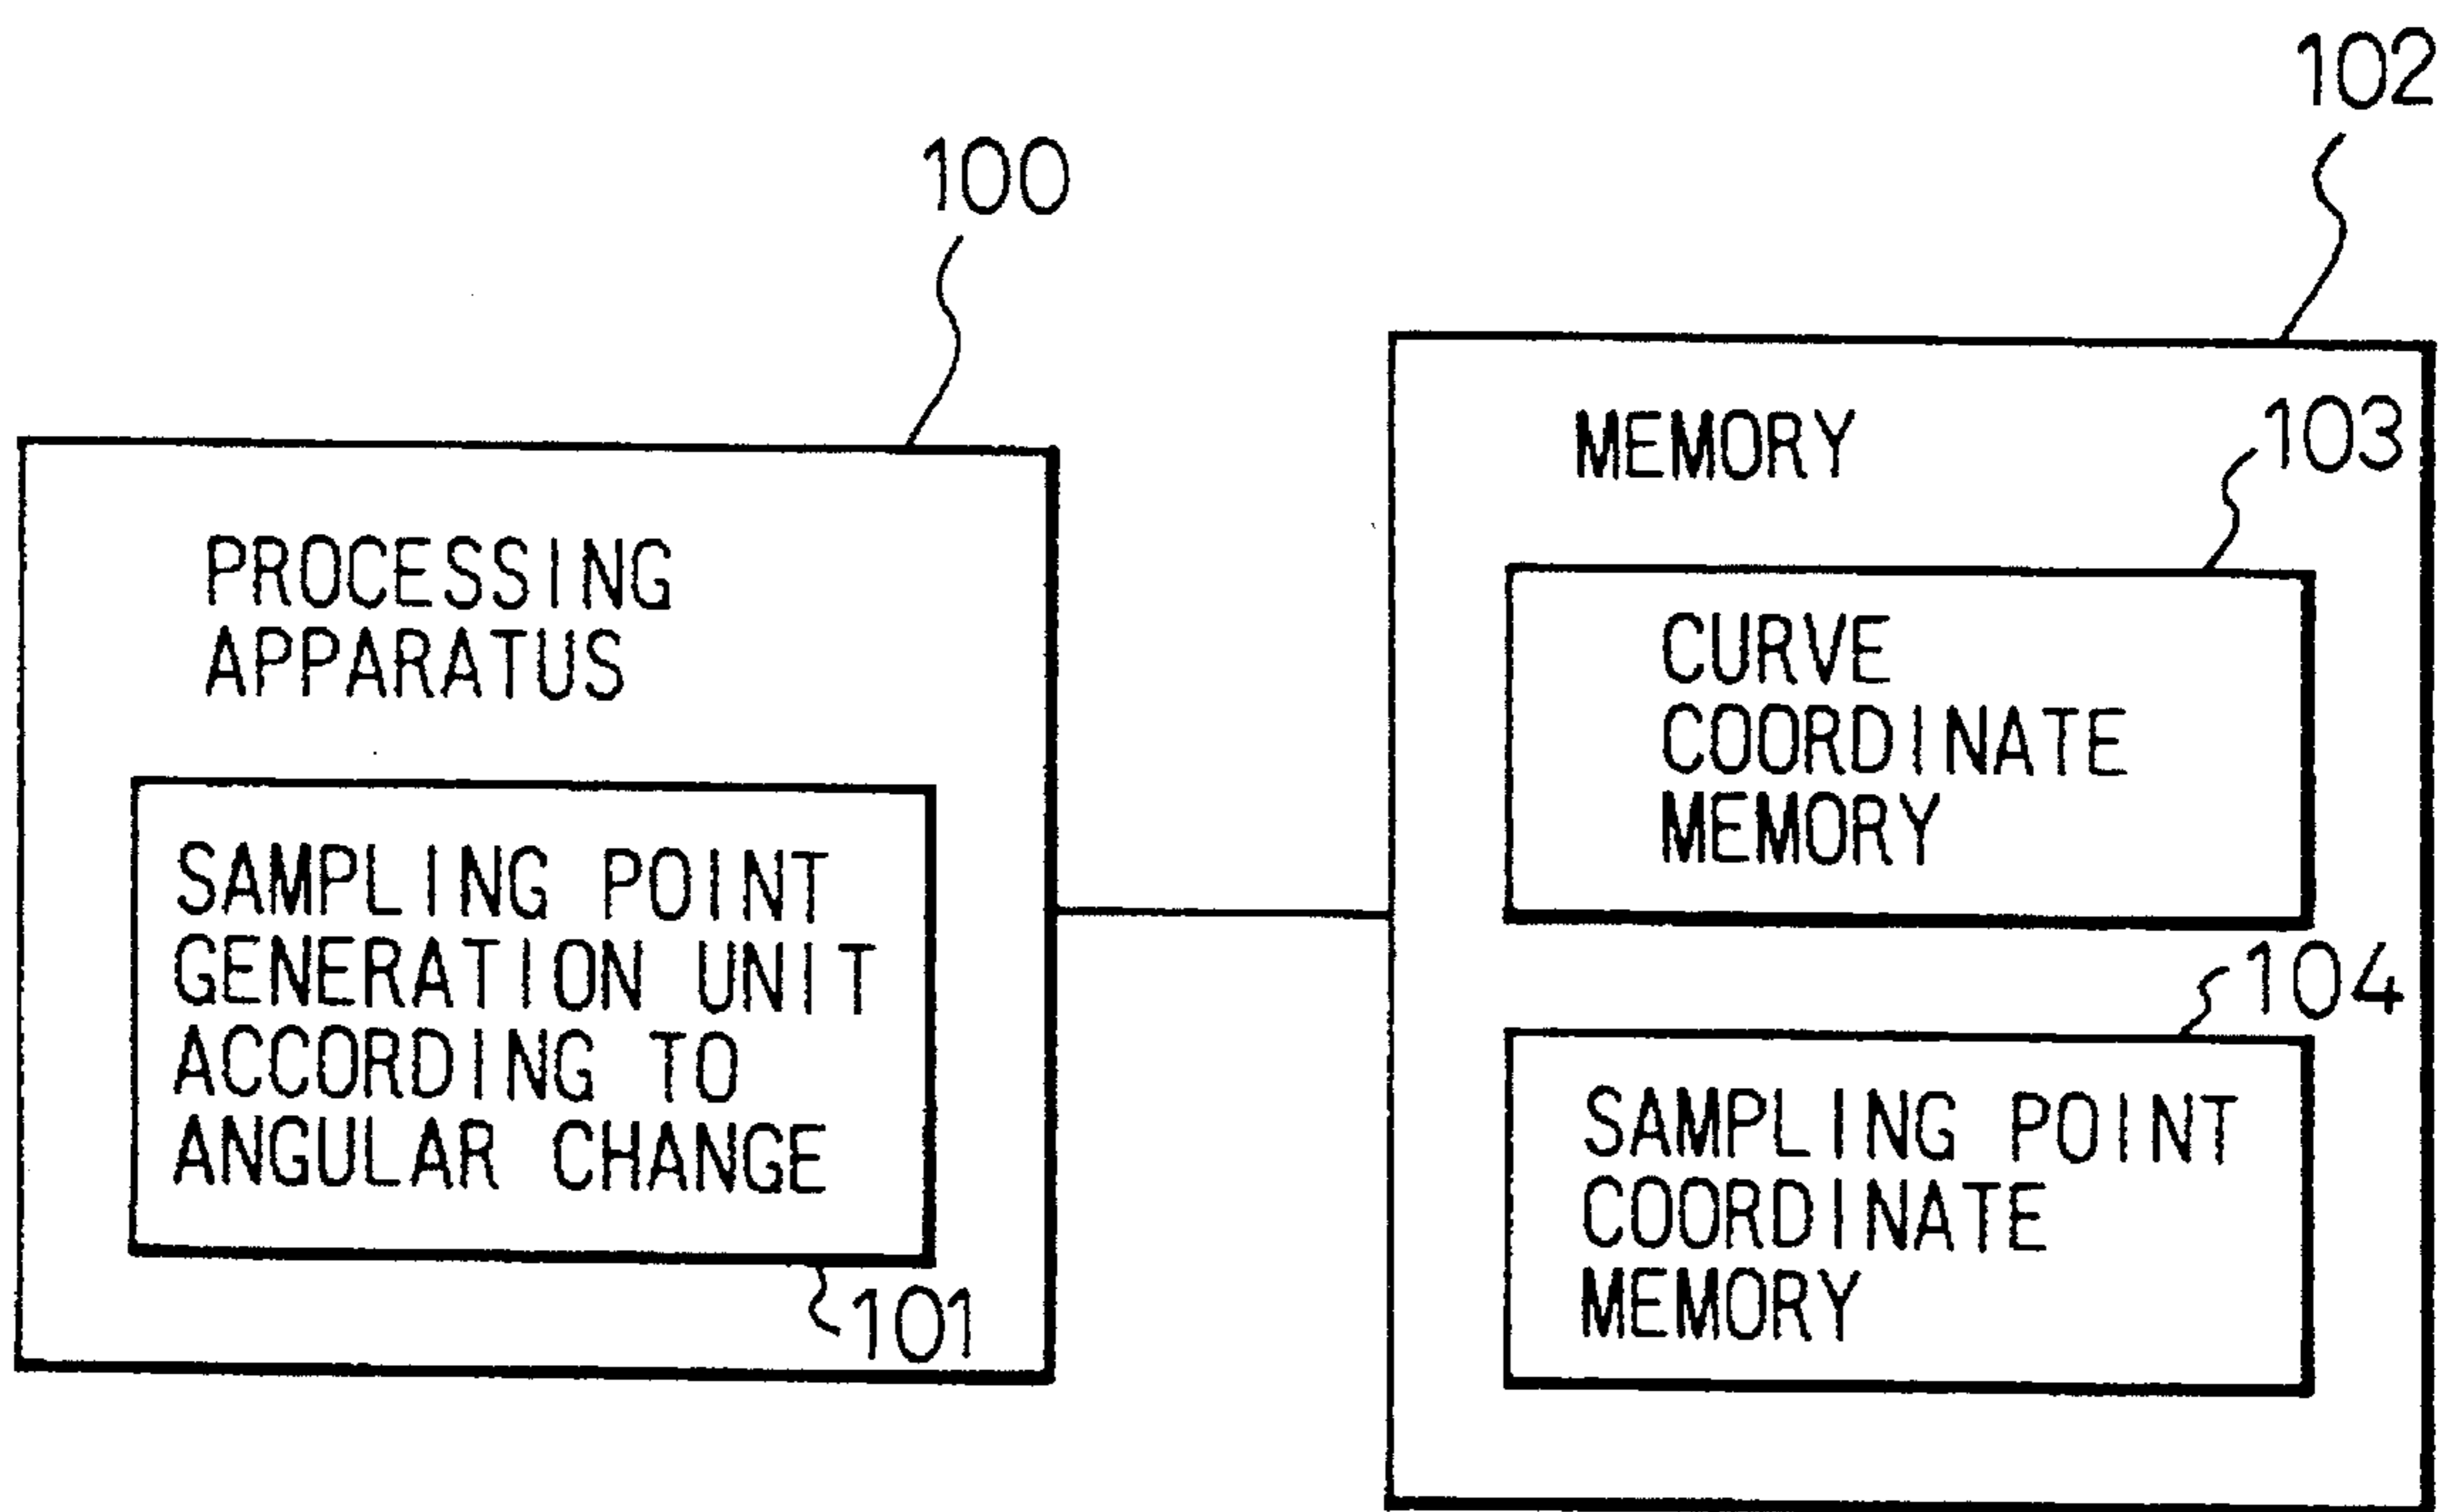 100
PROCESSING
APPARATUS
SAMPLING POINT
GENERATION UNIT
ACCORDING TO
ANGULAR CHANGE
101
102
MEMORY
103
CURVE
COORDINATE
MEMORY
104
SAMPLING POINT
COORDINATE
MEMORY